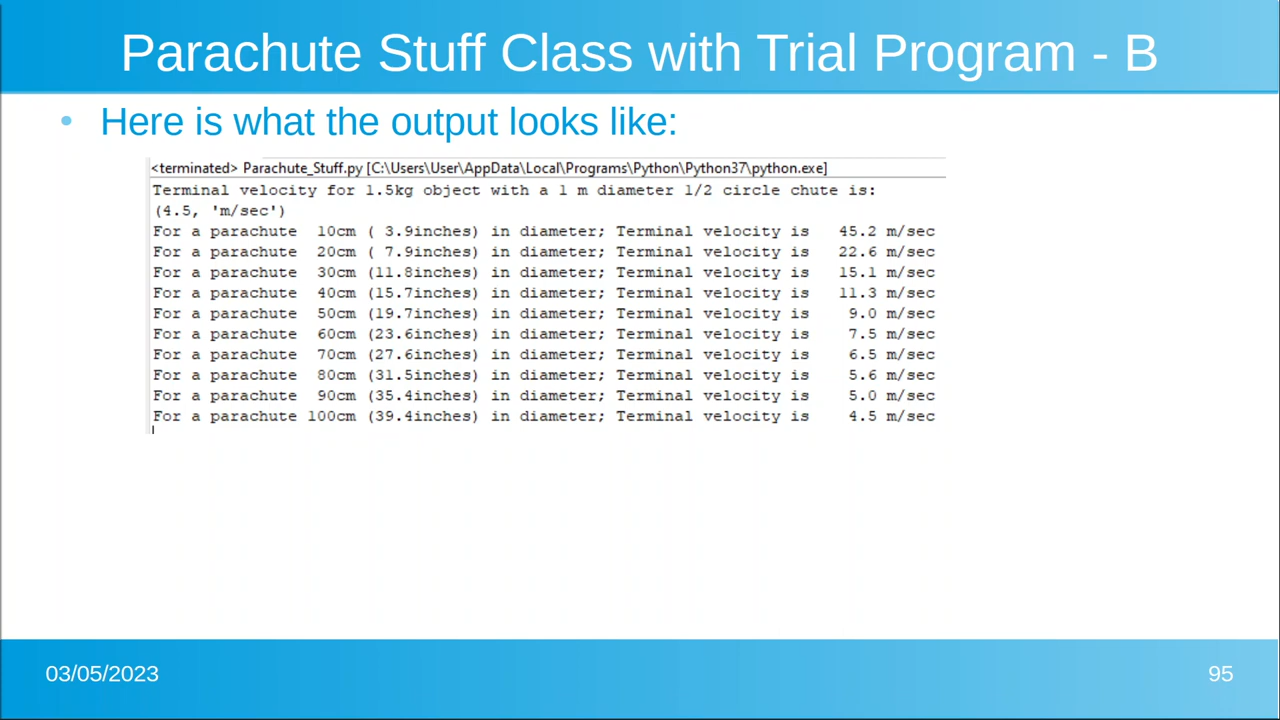 Parachute Stuff Class with Trial Program - B
• Here is what the output looks like:
<terminated> Parachute_Stuff.py [C:\Users\User\AppData\Local\Programs\Python\Python37\python.exe]
Terminal velocity for 1.5kg object with a 1 m diameter 1/2 circle chute is:
(4.5, 'm/sec')
For a parachute  10cm ( 3.9inches) in diameter; Terminal velocity is   45.2 m/sec
For a parachute  20cm ( 7.9inches) in diameter; Terminal velocity is   22.6 m/sec
For a parachute  30cm (11.8inches) in diameter; Terminal velocity is   15.1 m/sec
For a parachute  40cm (15.7inches) in diameter; Terminal velocity is   11.3 m/sec
For a parachute  50cm (19.7inches) in diameter; Terminal velocity is    9.0 m/sec
For a parachute  60cm (23.6inches) in diameter; Terminal velocity is    7.5 m/sec
For a parachute  70cm (27.6inches) in diameter; Terminal velocity is    6.5 m/sec
For a parachute  80cm (31.5inches) in diameter; Terminal velocity is    5.6 m/sec
For a parachute  90cm (35.4inches) in diameter; Terminal velocity is    5.0 m/sec
For a parachute 100cm (39.4inches) in diameter; Terminal velocity is    4.5 m/sec
03/05/2023
95